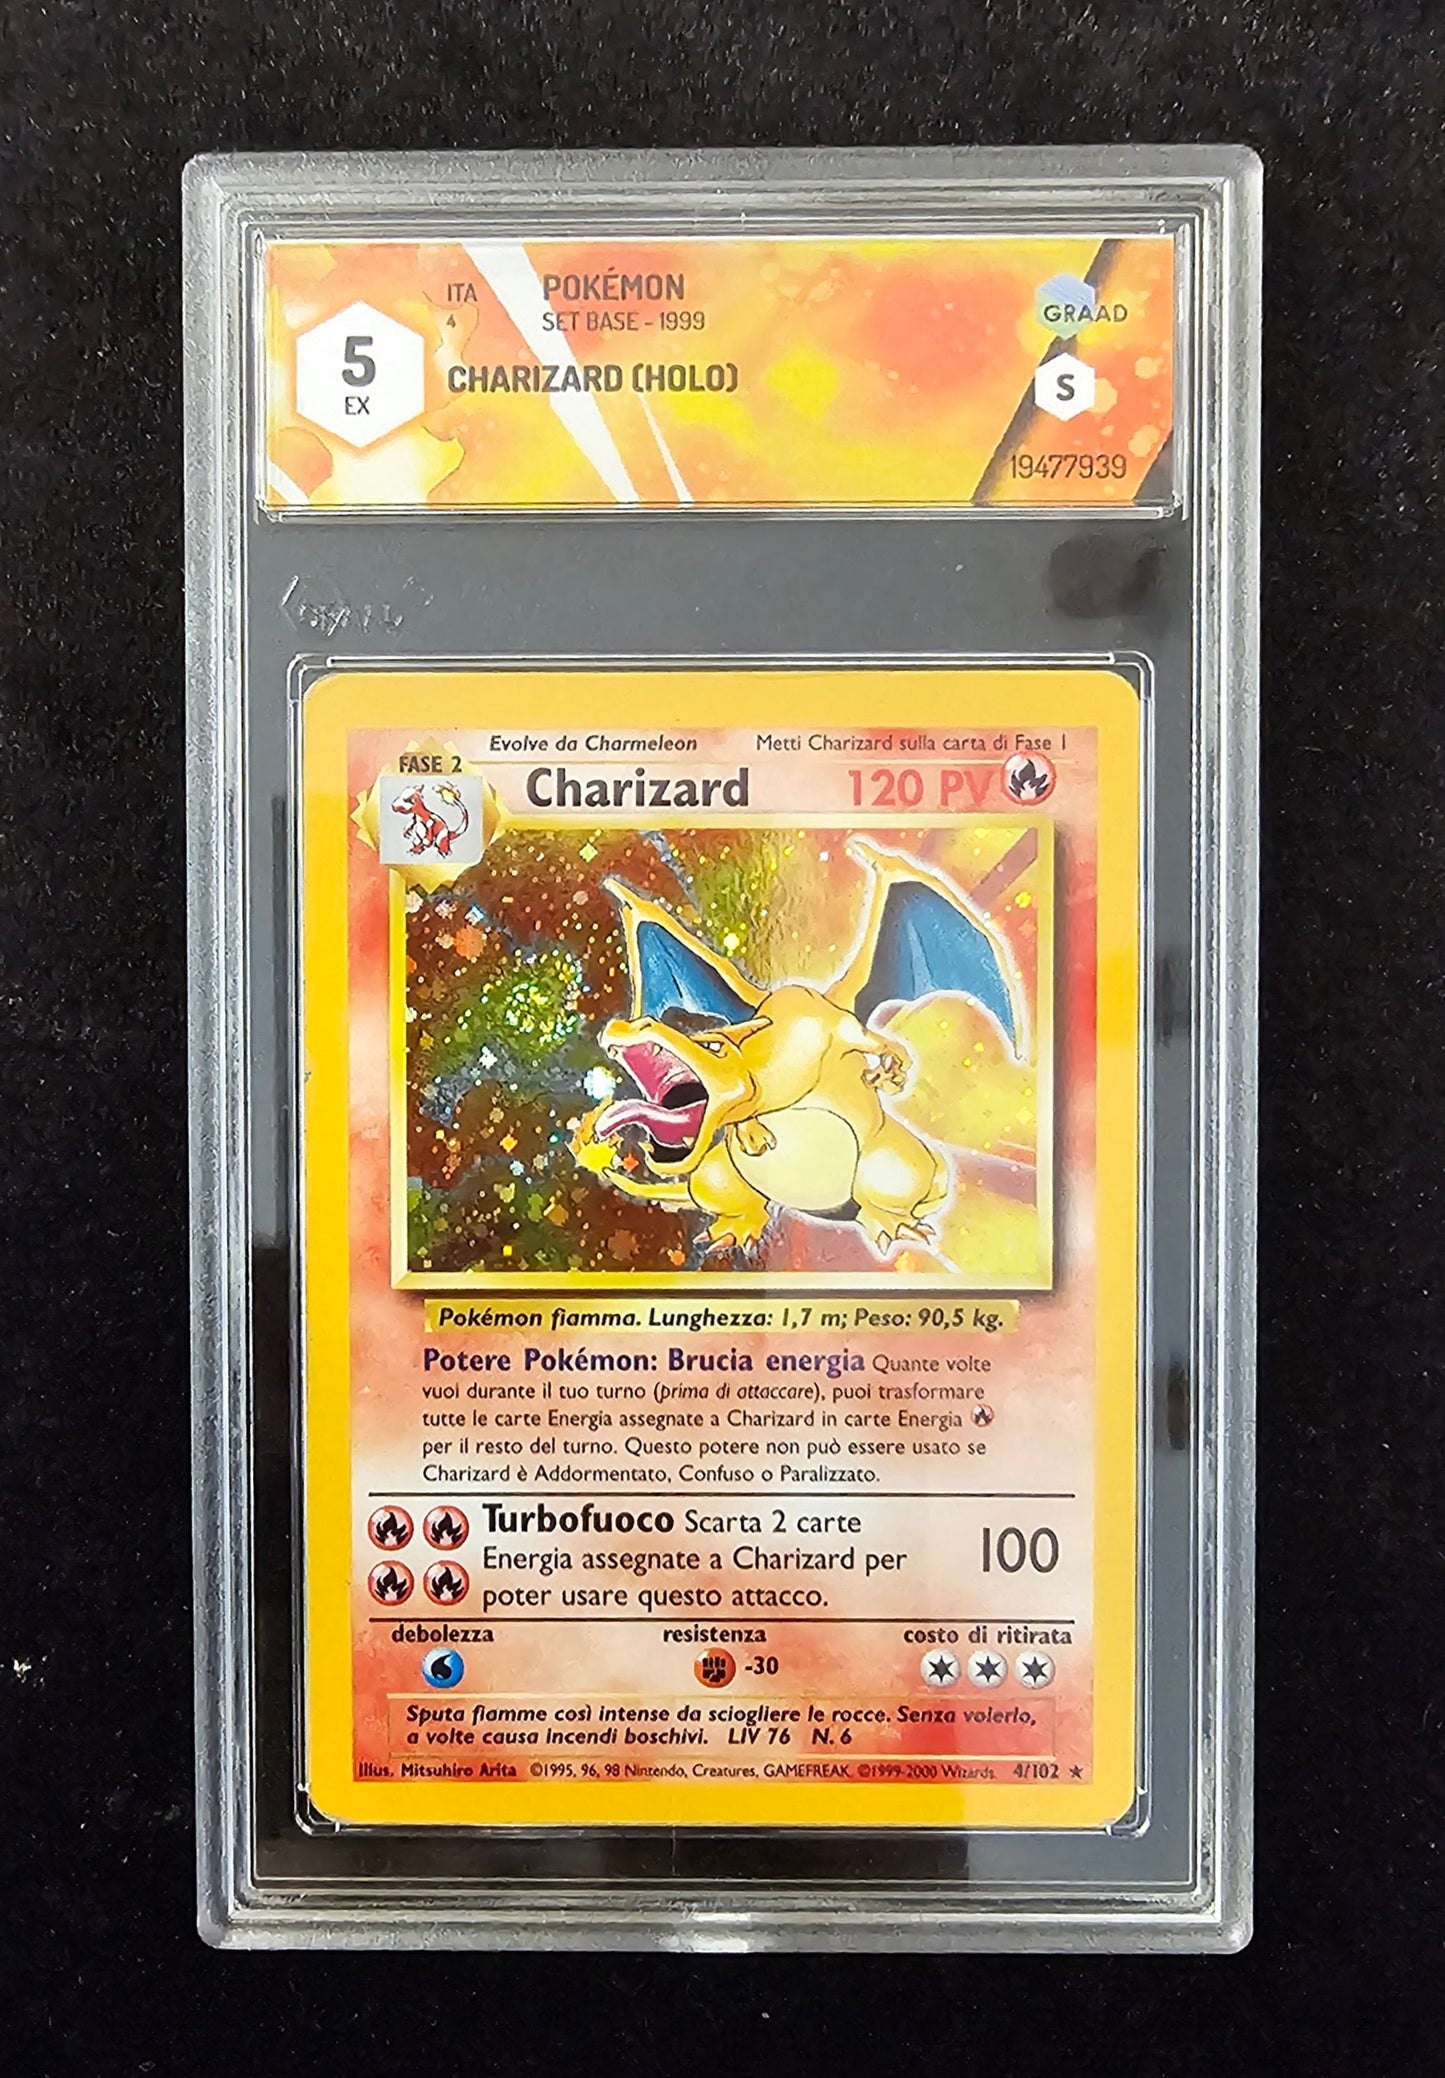 ITA POKÉMON
4 SET BASE - 1999
GRAAD
5
EX
CHARIZARD (HOLO)
S
19477939
Evolve da Charmeleon Metti Charizard sulla carta di Fase 1
FASE 2
Charizard 120 PV
Pokémon fiamma. Lunghezza: 1,7 m; Peso: 90,5 kg.
Potere Pokémon: Brucia energia Quante volte
vuoi durante il tuo turno (prima di attaccare), puoi trasformare
tutte le carte Energia assegnate a Charizard in carte Energia
per il resto del turno. Questo potere non può essere usato se
Charizard è Addormentato, Confuso o Paralizzato.
Turbofuoco Scarta 2 carte
Energia assegnate a Charizard per
poter usare questo attacco.
100
debolezza resistenza costo di ritirata
-30
Sputa fiamme così intense da sciogliere le rocce. Senza volerlo,
a volte causa incendi boschivi. LIV 76 N. 6
Illus. Mitsuhiro Arita ©1995, 96, 98 Nintendo, Creatures, GAMEFREAK. ©1999-2000 Wizards. 4/102 ★